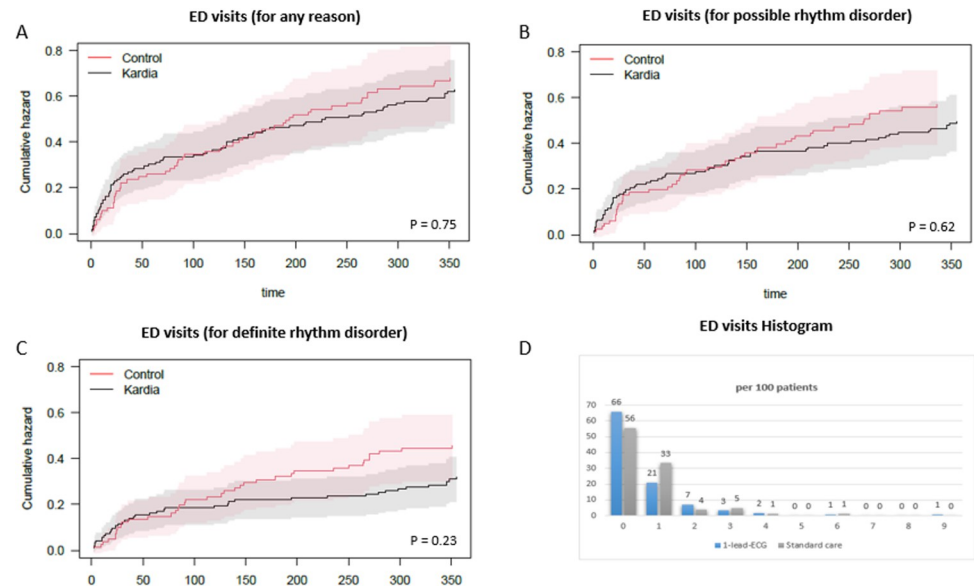 ED visits (for any reason)
A
Control
Kardia
Cumulative hazard
0.8
0.6
0.4
0.2
0.0
P = 0.75
0 50 100 150 200 250 300 350
time
ED visits (for possible rhythm disorder)
B
Control
Kardia
Cumulative hazard
0.8
0.6
0.4
0.2
0.0
P = 0.62
0 50 100 150 200 250 300 350
time
ED visits (for definite rhythm disorder)
C
Control
Kardia
Cumulative hazard
0.8
0.6
0.4
0.2
0.0
P = 0.23
0 50 100 150 200 250 300 350
ED visits Histogram
D
per 100 patients
70
60
50
40
30
20
10
0
66 56
21 33
7 4
3 5
2 1
0 0
1 1
0 0
0 0
1 0
0 1 2 3 4 5 6 7 8 9
1-lead-ECG Standard care